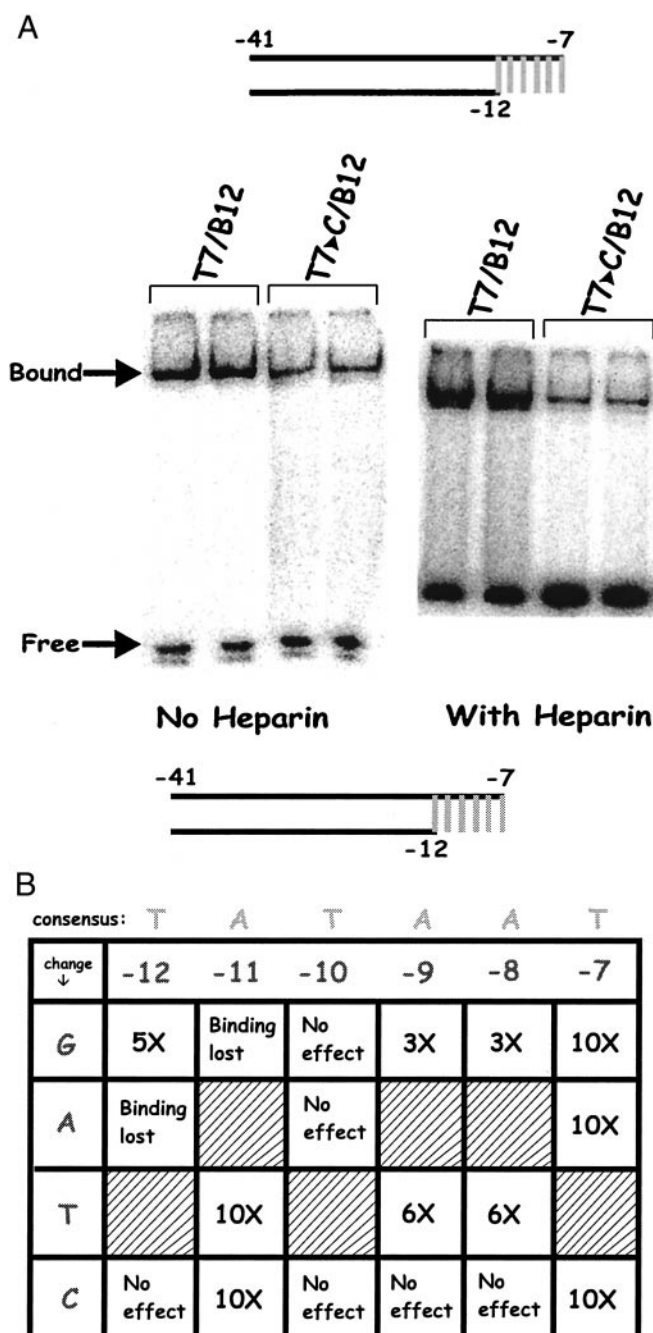 A
-41 -7
-12
T7/B12 T7▸C/B12 T7/B12 T7▸C/B12
Bound
Free
No Heparin With Heparin
-41 -7
-12
B
consensus: T A T A A T
change ↓ -12 -11 -10 -9 -8 -7
G 5X Binding lost No effect 3X 3X 10X
A Binding lost No effect 10X
T 10X 6X 6X
C No effect 10X No effect No effect No effect 10X